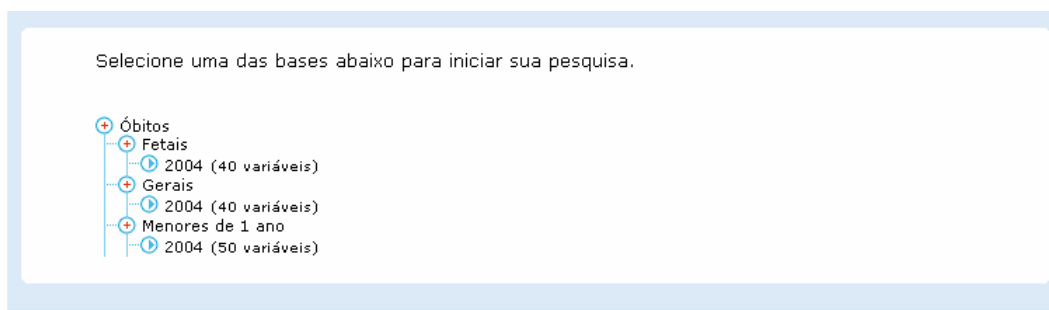 Selecione uma das bases abaixo para iniciar sua pesquisa.
Óbitos
Fetais
2004 (40 variáveis)
Gerais
2004 (40 variáveis)
Menores de 1 ano
2004 (50 variáveis)